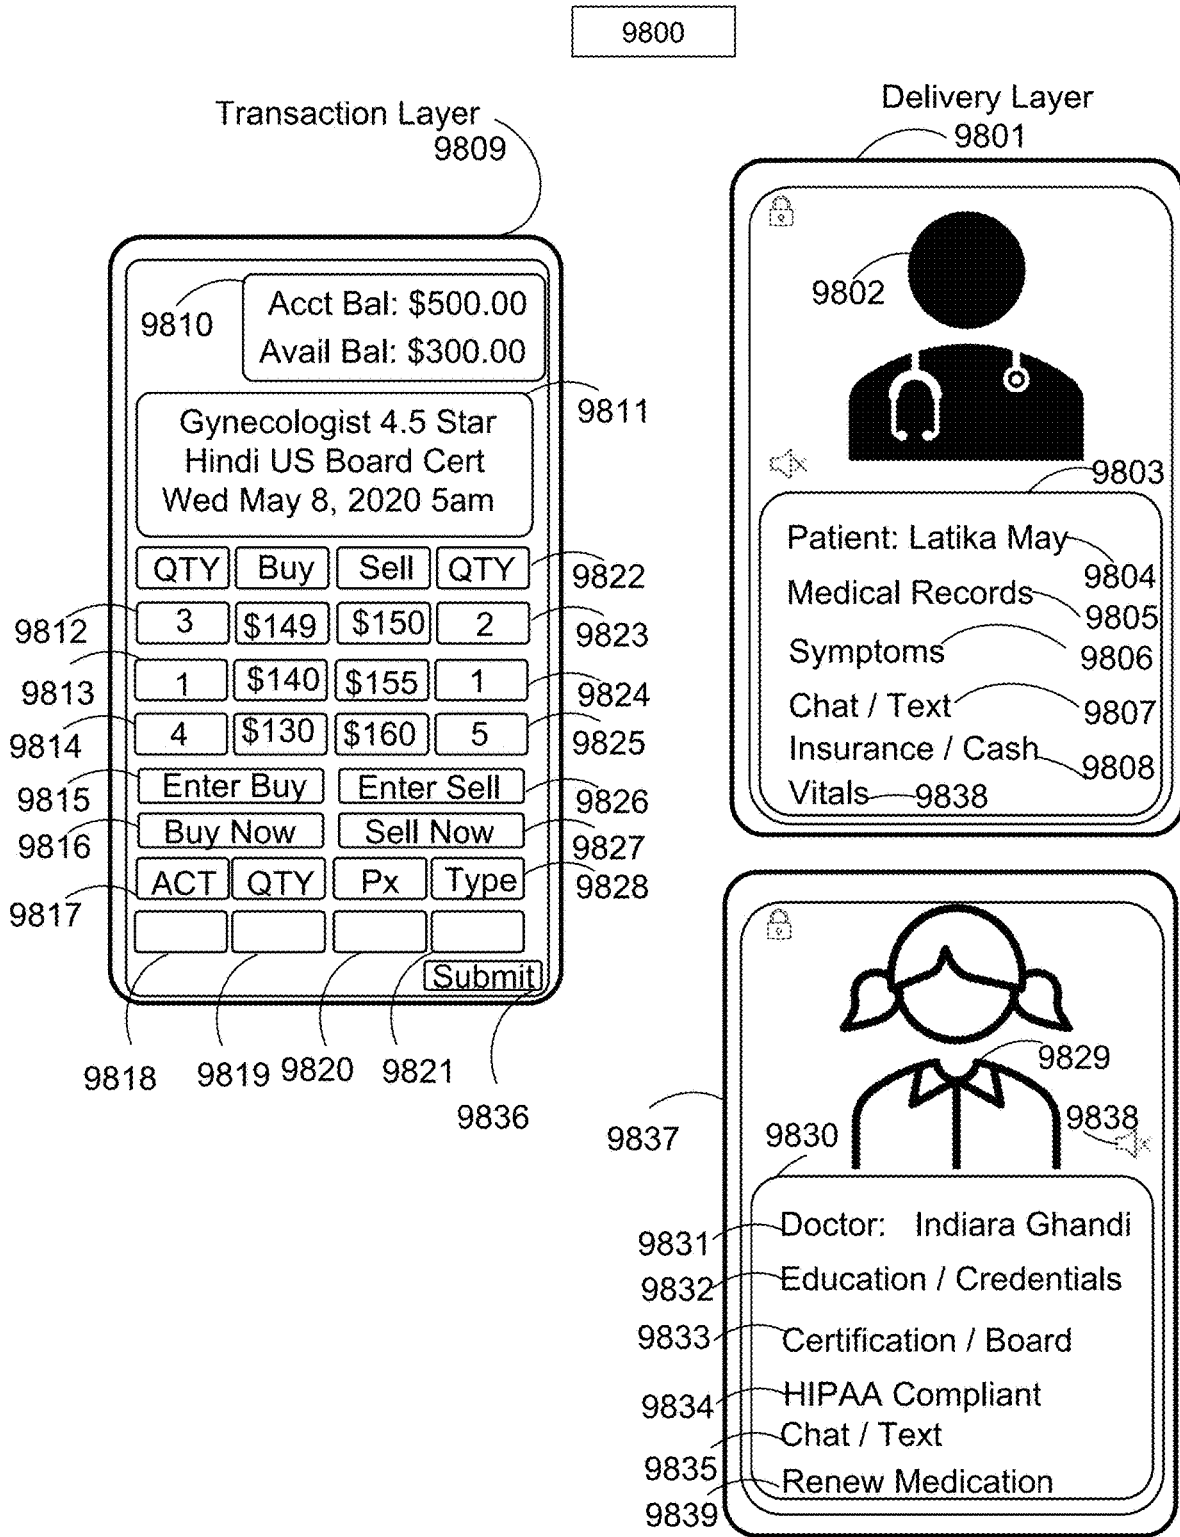 9800
Transaction Layer
9809
9810
Acct Bal: $500.00
Avail Bal: $300.00
9811
Gynecologist 4.5 Star
Hindi US Board Cert
Wed May 8, 2020 5am
QTY Buy Sell QTY 9822
9812 3 $149 $150 2 9823
9813 1 $140 $155 1 9824
9814 4 $130 $160 5 9825
9815 Enter Buy Enter Sell 9826
9816 Buy Now Sell Now 9827
9817 ACT QTY Px Type 9828
Submit
9818 9819 9820 9821
9836
Delivery Layer
9801
9802
9803
Patient: Latika May 9804
Medical Records 9805
Symptoms 9806
Chat / Text 9807
Insurance / Cash 9808
Vitals 9838
9829
9837
9830
9838
9831 Doctor: Indiara Ghandi
9832 Education / Credentials
9833 Certification / Board
9834 HIPAA Compliant
9835 Chat / Text
9839 Renew Medication